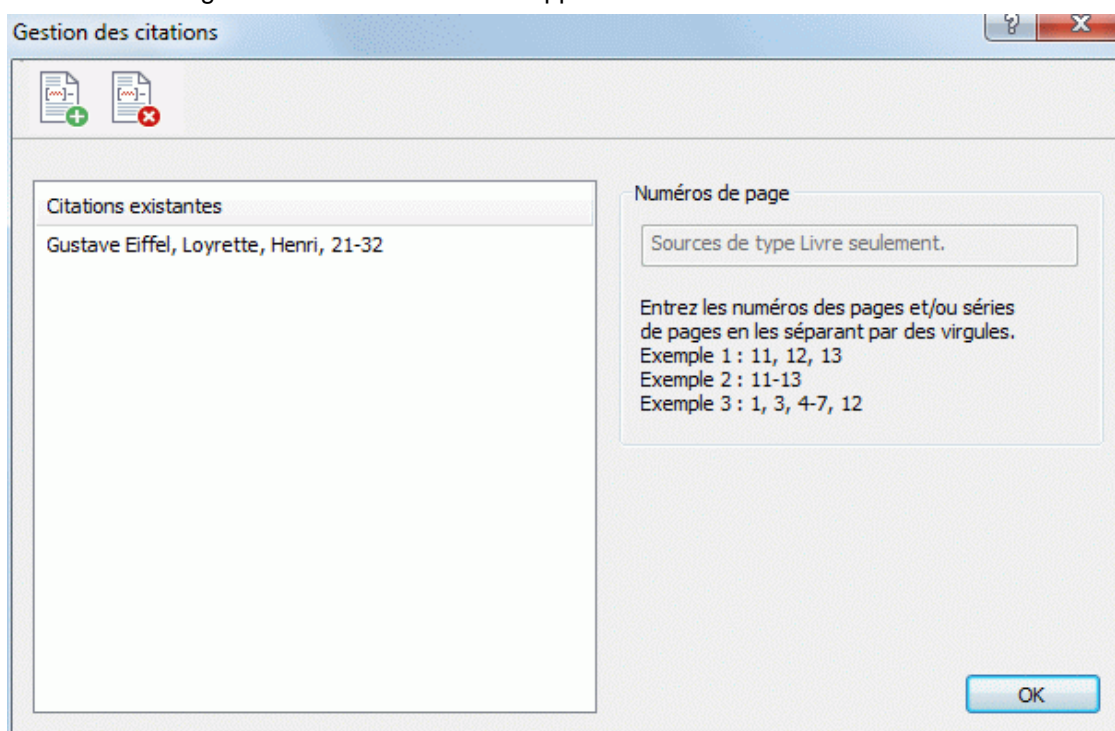 Gestion des citations
Citations existantes
Gustave Eiffel, Loyrette, Henri, 21-32
Numéros de page
Sources de type Livre seulement.
Entrez les numéros des pages et/ou séries
de pages en les séparant par des virgules.
Exemple 1 : 11, 12, 13
Exemple 2 : 11-13
Exemple 3 : 1, 3, 4-7, 12
OK